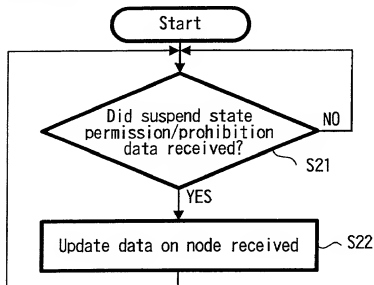 Start
Did suspend state
permission/prohibition
data received?
NO
S21
YES
Update data on node received
S22